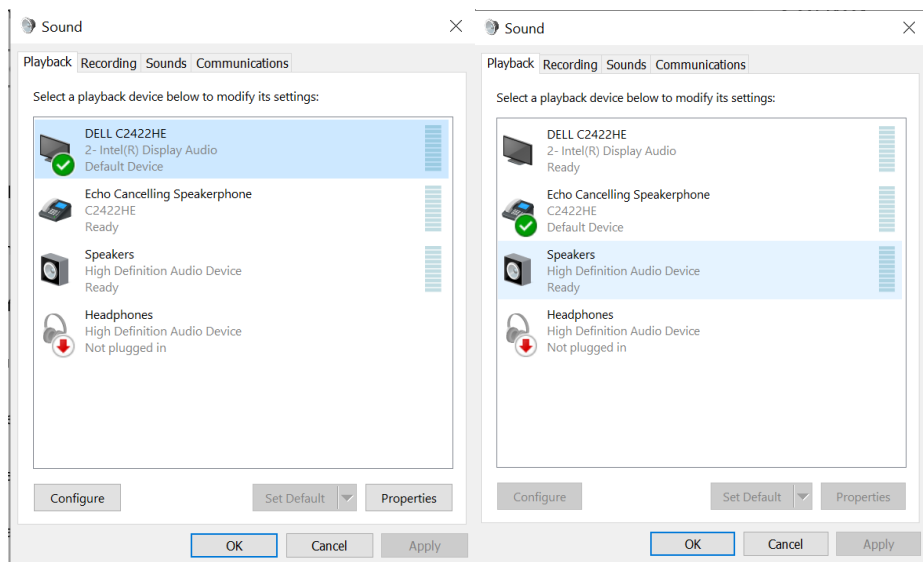 Sound
Playback Recording Sounds Communications
Select a playback device below to modify its settings:
DELL C2422HE
2- Intel(R) Display Audio
Default Device
Echo Cancelling Speakerphone
C2422HE
Ready
Speakers
High Definition Audio Device
Ready
Headphones
High Definition Audio Device
Not plugged in
Configure Set Default Properties
OK Cancel Apply
Sound
Playback Recording Sounds Communications
Select a playback device below to modify its settings:
DELL C2422HE
2- Intel(R) Display Audio
Ready
Echo Cancelling Speakerphone
C2422HE
Default Device
Speakers
High Definition Audio Device
Ready
Headphones
High Definition Audio Device
Not plugged in
Configure Set Default Properties
OK Cancel Apply